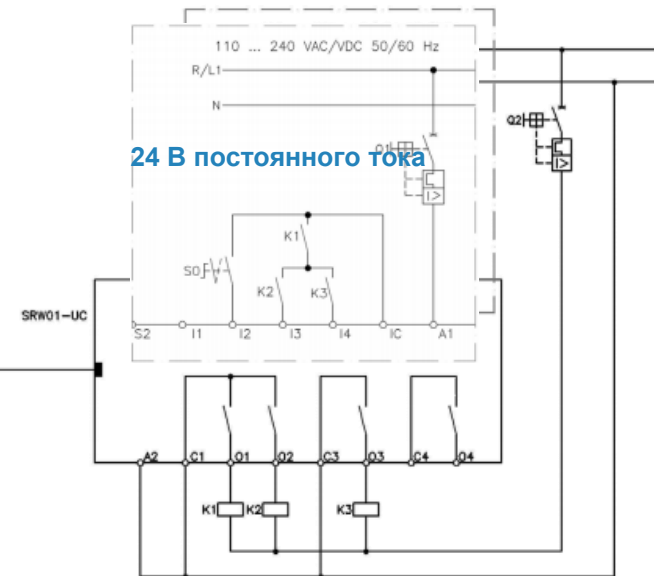 110 ... 240 VAC/VDC 50/60 Hz
R/L1
N
Q1
Q2
24 В постоянного тока
I>
I>
K1
S0
K2
K3
SRW01-UC
S2
I1
I2
I3
I4
IC
A1
A2
C1
O1
O2
C3
O3
C4
O4
K1
K2
K3